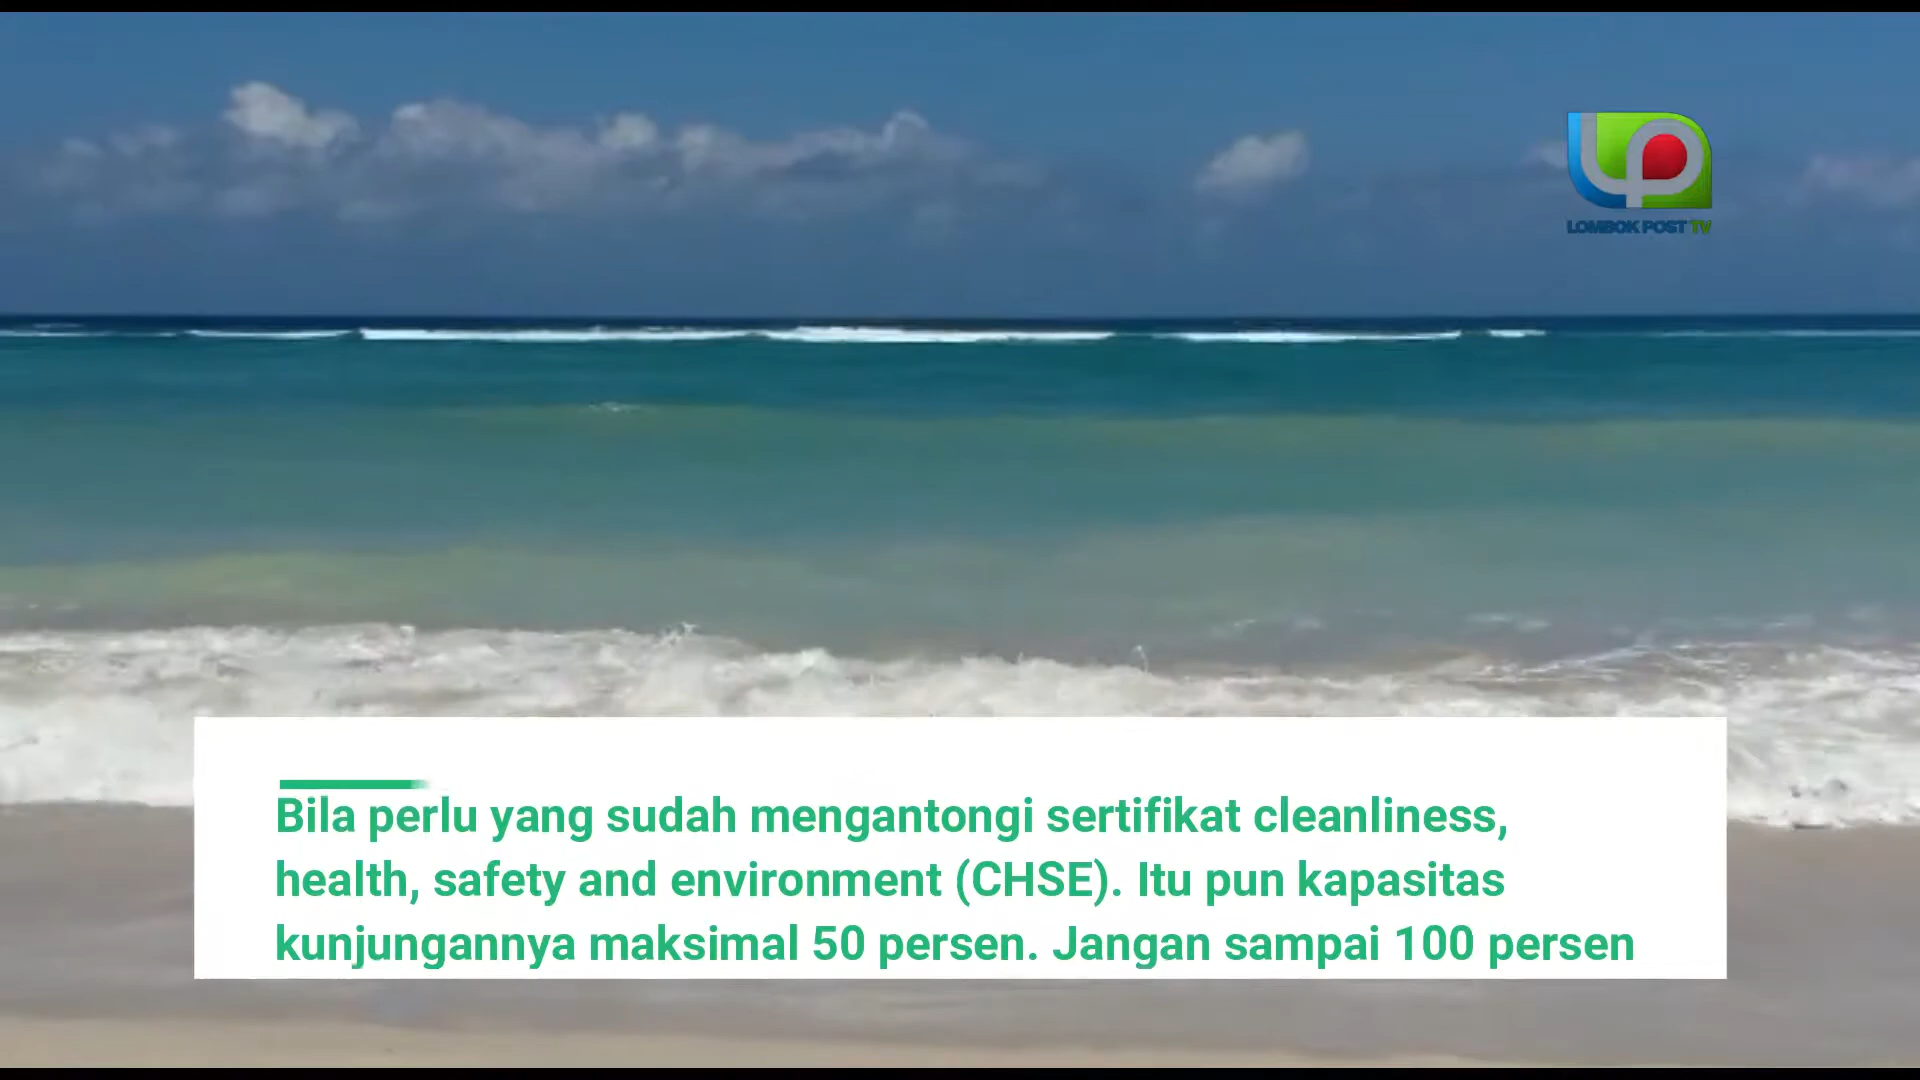 LOMBOK POST TV
Bila perlu yang sudah mengantongi sertifikat cleanliness,
health, safety and environment (CHSE). Itu pun kapasitas
kunjungannya maksimal 50 persen. Jangan sampai 100 persen